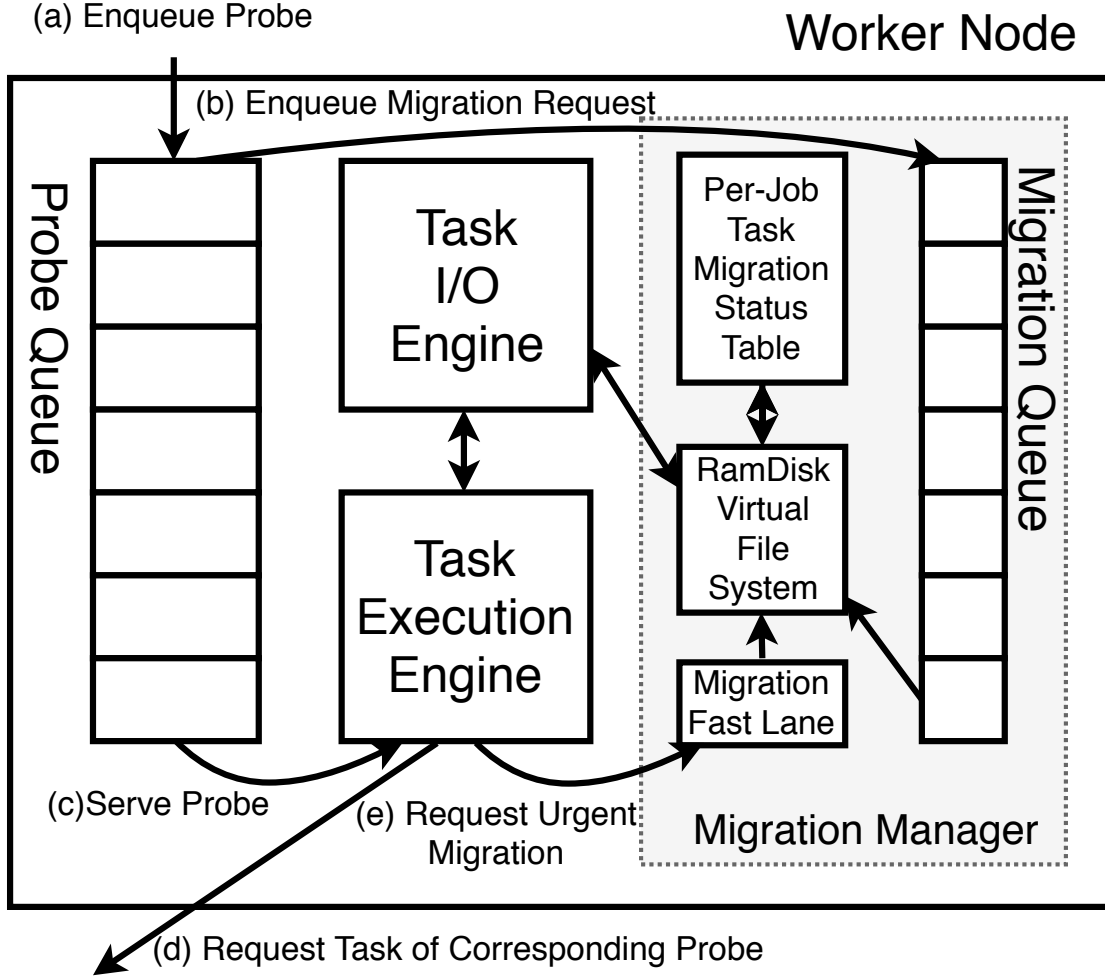 (a) Enqueue Probe
Worker Node
(b) Enqueue Migration Request
Probe Queue
Task
I/O
Engine
Per-Job
Task
Migration
Status
Table
Migration Queue
RamDisk
Virtual
File
System
Task
Execution
Engine
Migration
Fast Lane
(c)Serve Probe
(e) Request Urgent
Migration
Migration Manager
(d) Request Task of Corresponding Probe